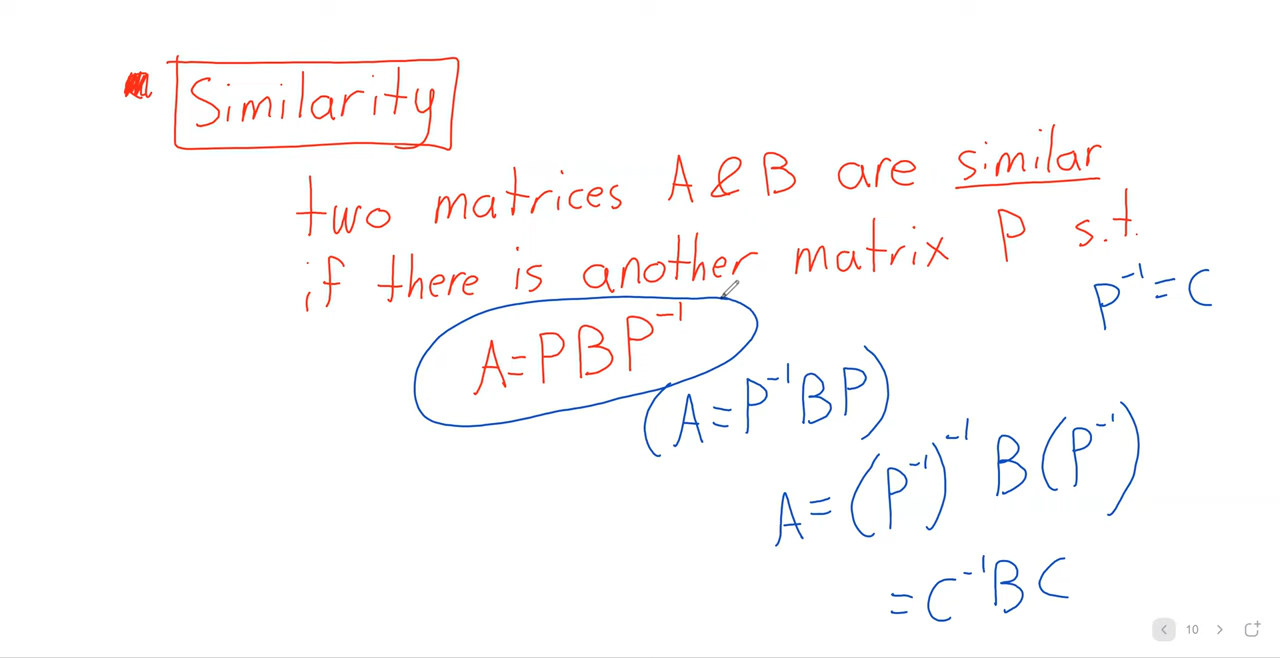 Similarity
two matrices A & B are similar
if there is another matrix P s.t.
P⁻¹ = C
A = PBP⁻¹
(A = P⁻¹BP)
A = (P⁻¹)⁻¹ B (P⁻¹)
= C⁻¹BC
10